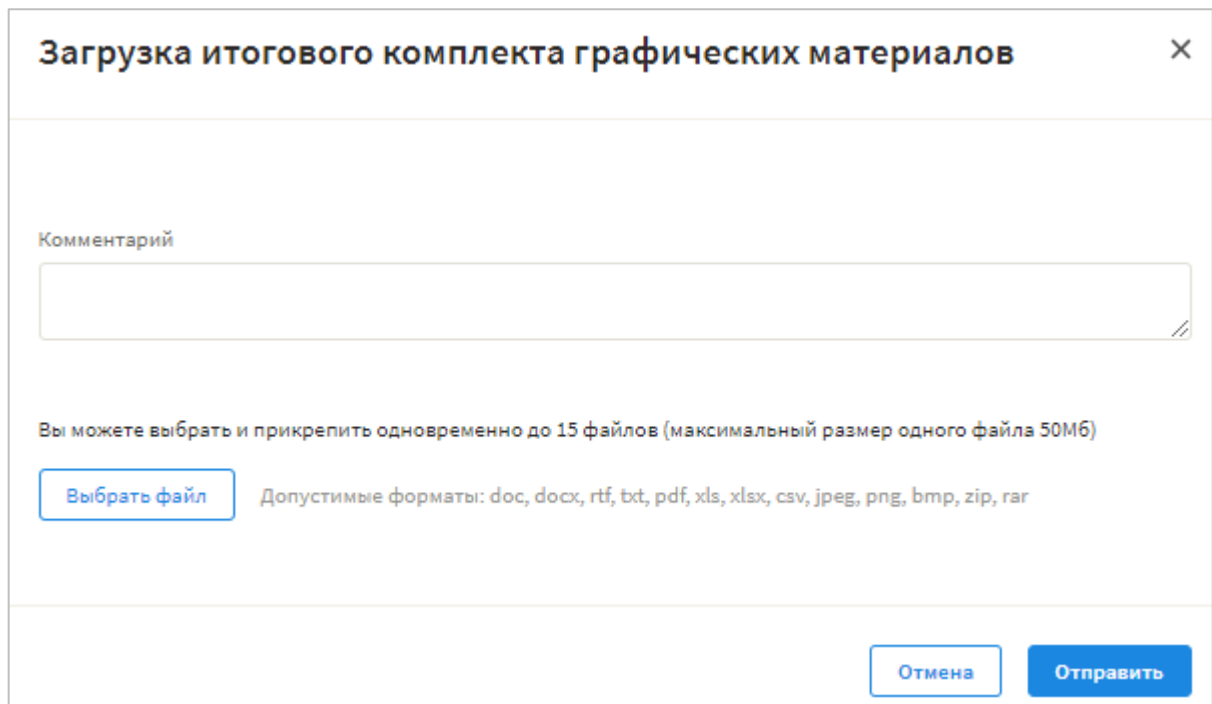 Загрузка итогового комплекта графических материалов
Комментарий
Вы можете выбрать и прикрепить одновременно до 15 файлов (максимальный размер одного файла 50Мб)
Выбрать файл Допустимые форматы: doc, docx, rtf, txt, pdf, xls, xlsx, csv, jpeg, png, bmp, zip, rar
Отмена Отправить